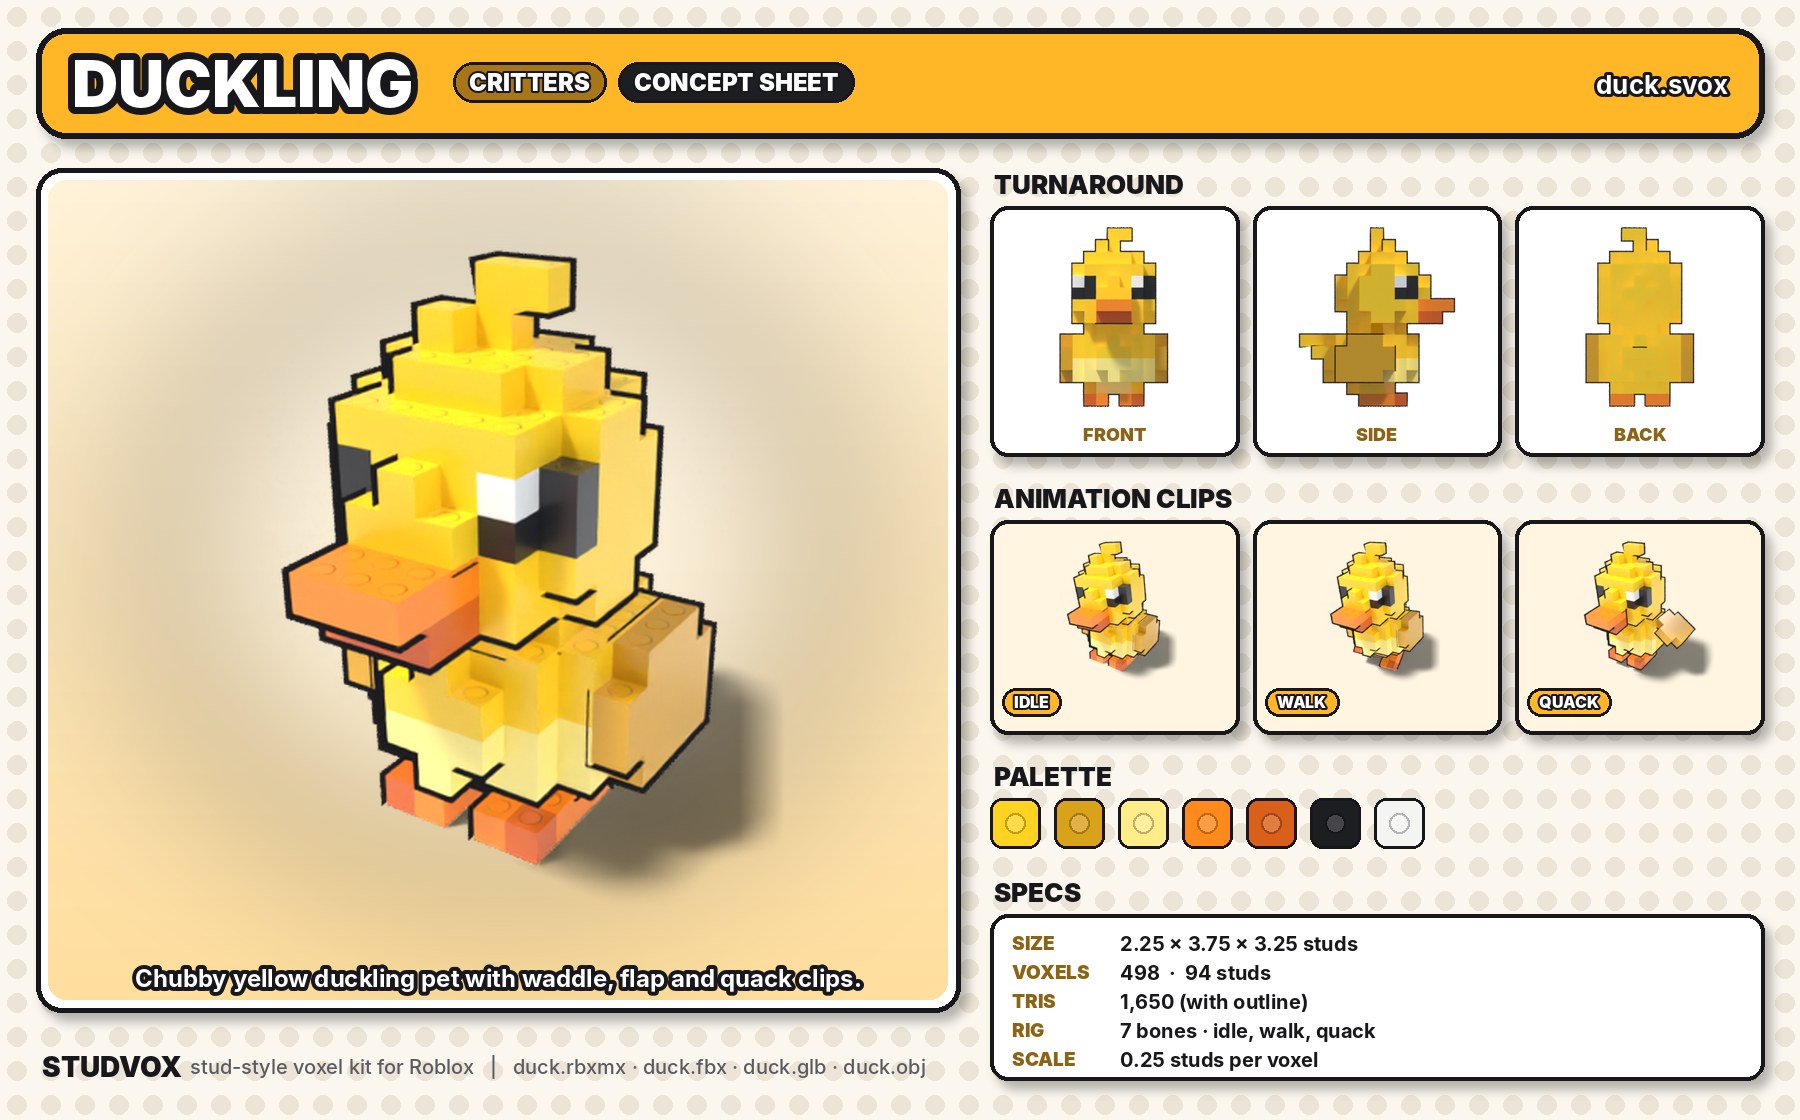 DUCKLING
CRITTERS
CONCEPT SHEET
duck.svox
Chubby yellow duckling pet with waddle, flap and quack clips.
TURNAROUND
FRONT
SIDE
BACK
ANIMATION CLIPS
IDLE
WALK
QUACK
PALETTE
SPECS
SIZE 2.25 × 3.75 × 3.25 studs
VOXELS 498 · 94 studs
TRIS 1,650 (with outline)
RIG 7 bones · idle, walk, quack
SCALE 0.25 studs per voxel
STUDVOX stud-style voxel kit for Roblox | duck.rbxmx · duck.fbx · duck.glb · duck.obj